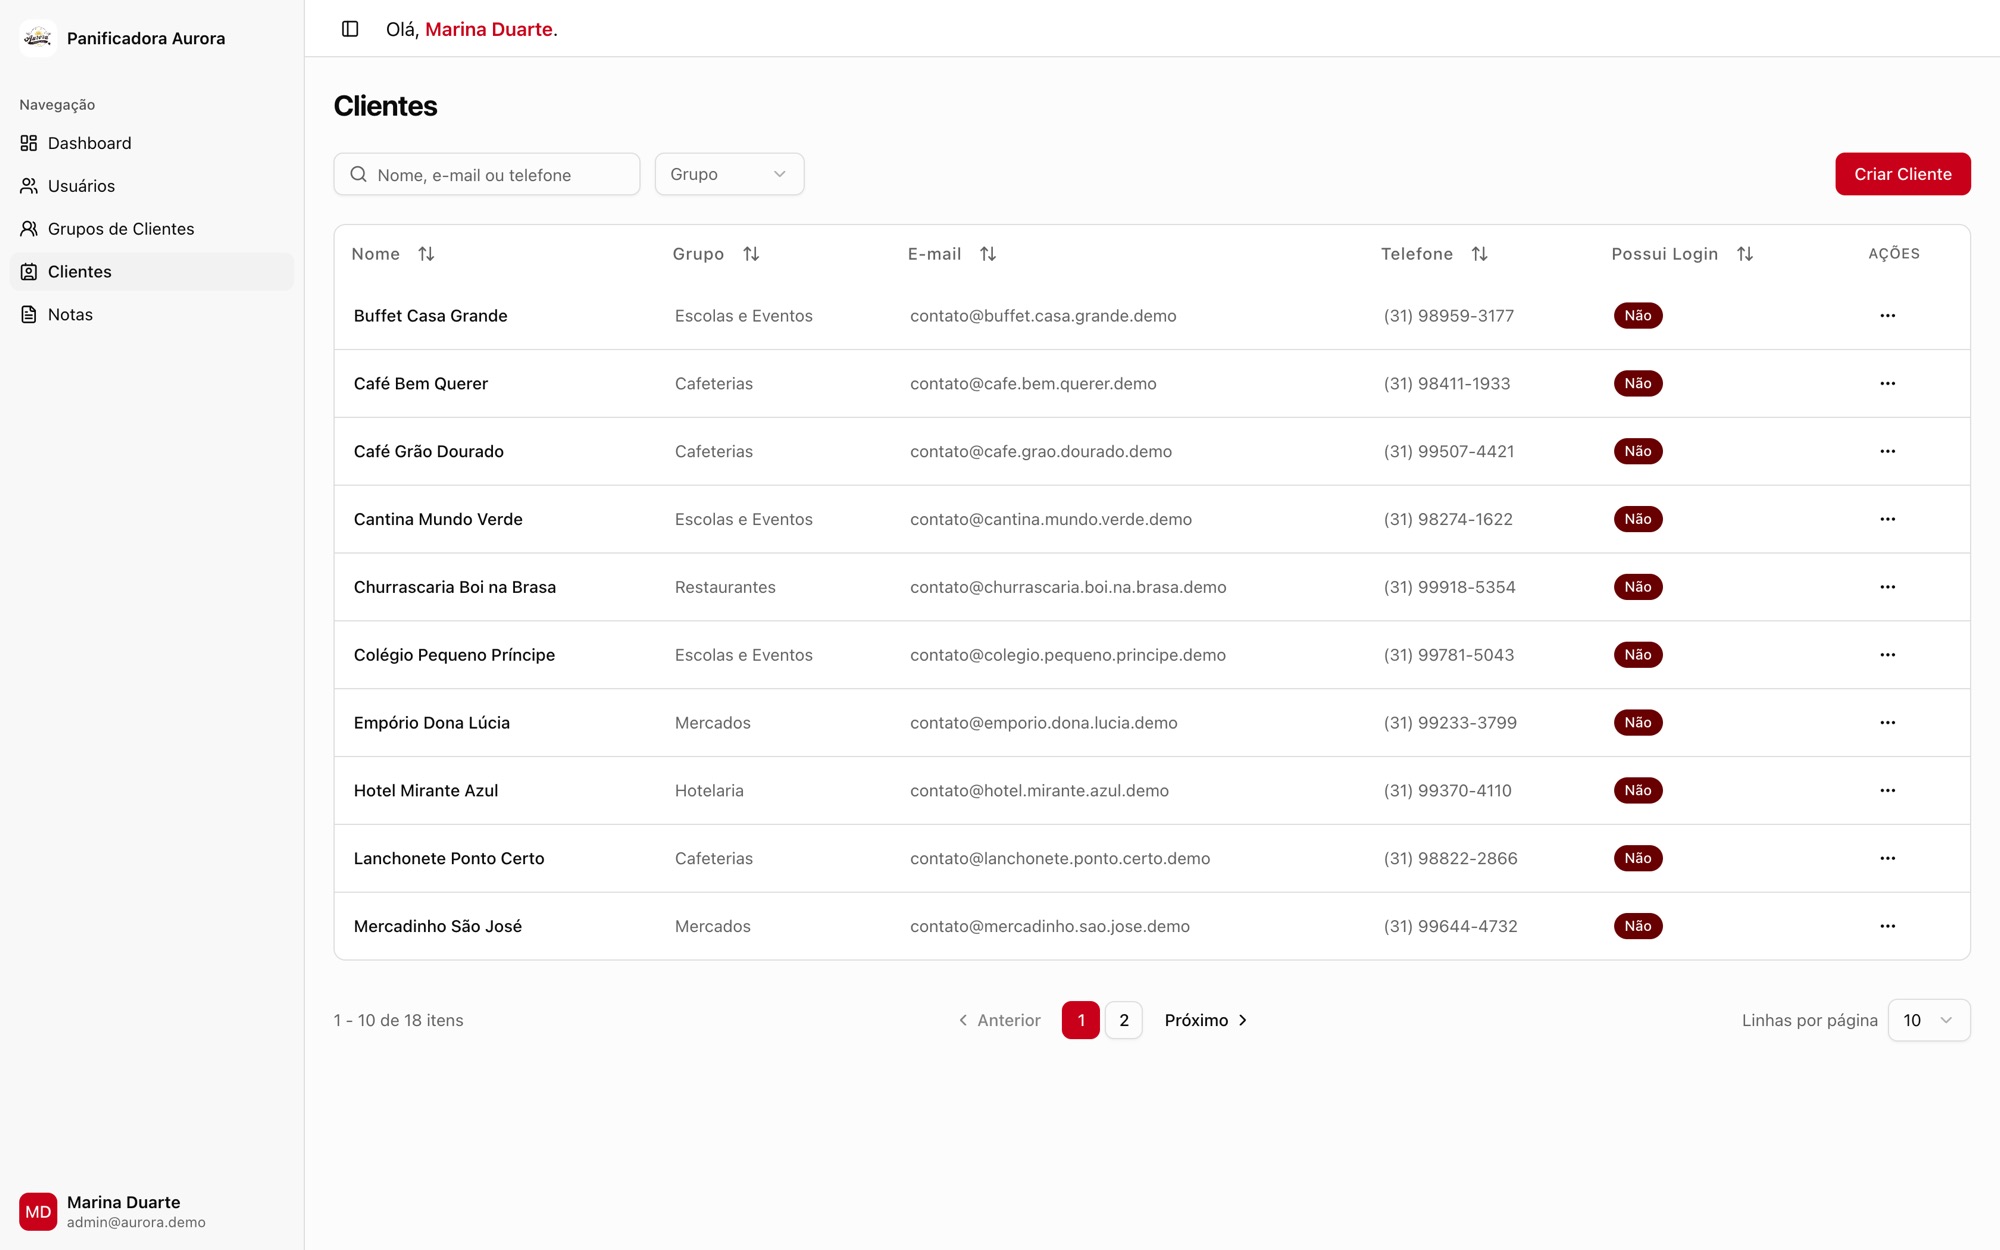 Panificadora Aurora
Olá, Marina Duarte.
Navegação
Dashboard
Usuários
Grupos de Clientes
Clientes
Notas
Clientes
Nome, e-mail ou telefone
Grupo
Criar Cliente
Nome Grupo E-mail Telefone Possui Login AÇÕES
Buffet Casa Grande Escolas e Eventos contato@buffet.casa.grande.demo (31) 98959-3177 Não
Café Bem Querer Cafeterias contato@cafe.bem.querer.demo (31) 98411-1933 Não
Café Grão Dourado Cafeterias contato@cafe.grao.dourado.demo (31) 99507-4421 Não
Cantina Mundo Verde Escolas e Eventos contato@cantina.mundo.verde.demo (31) 98274-1622 Não
Churrascaria Boi na Brasa Restaurantes contato@churrascaria.boi.na.brasa.demo (31) 99918-5354 Não
Colégio Pequeno Príncipe Escolas e Eventos contato@colegio.pequeno.principe.demo (31) 99781-5043 Não
Empório Dona Lúcia Mercados contato@emporio.dona.lucia.demo (31) 99233-3799 Não
Hotel Mirante Azul Hotelaria contato@hotel.mirante.azul.demo (31) 99370-4110 Não
Lanchonete Ponto Certo Cafeterias contato@lanchonete.ponto.certo.demo (31) 98822-2866 Não
Mercadinho São José Mercados contato@mercadinho.sao.jose.demo (31) 99644-4732 Não
1 - 10 de 18 itens
Anterior 1 2 Próximo
Linhas por página 10
MD
Marina Duarte
admin@aurora.demo